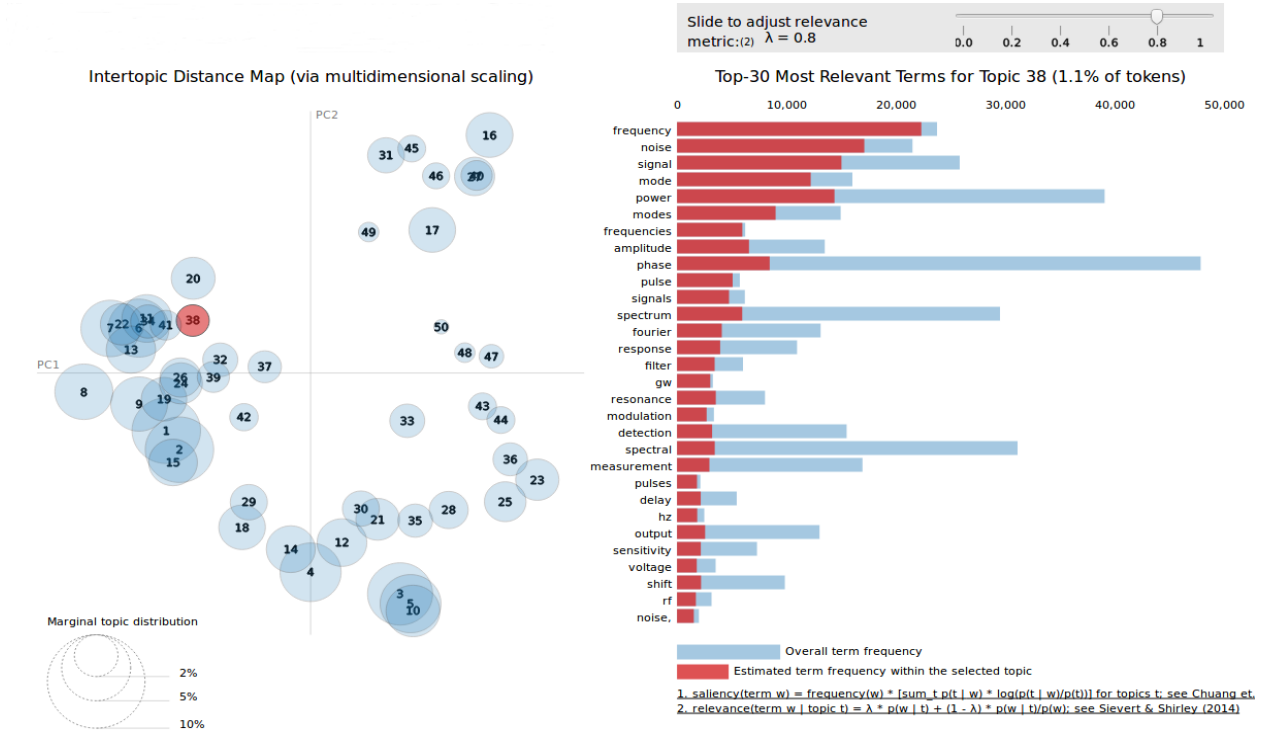 Slide to adjust relevance
metric:(2) λ = 0.8
0.0 0.2 0.4 0.6 0.8 1
Intertopic Distance Map (via multidimensional scaling)
PC2
PC1
16
45
31
46
27
40
49
17
20
38
11
34
22
7
6
41
13
50
48
47
32
37
26
24
39
8
9
19
42
1
2
15
33
43
44
36
23
25
29
18
30
21
35
28
14
12
4
3
5
10
Marginal topic distribution
2%
5%
10%
Top-30 Most Relevant Terms for Topic 38 (1.1% of tokens)
0 10,000 20,000 30,000 40,000 50,000
frequency
noise
signal
mode
power
modes
frequencies
amplitude
phase
pulse
signals
spectrum
fourier
response
filter
gw
resonance
modulation
detection
spectral
measurement
pulses
delay
hz
output
sensitivity
voltage
shift
rf
noise,
Overall term frequency
Estimated term frequency within the selected topic
1. saliency(term w) = frequency(w) * [sum_t p(t | w) * log(p(t | w)/p(t))] for topics t; see Chuang et.
2. relevance(term w | topic t) = λ * p(w | t) + (1 - λ) * p(w | t)/p(w); see Sievert & Shirley (2014)